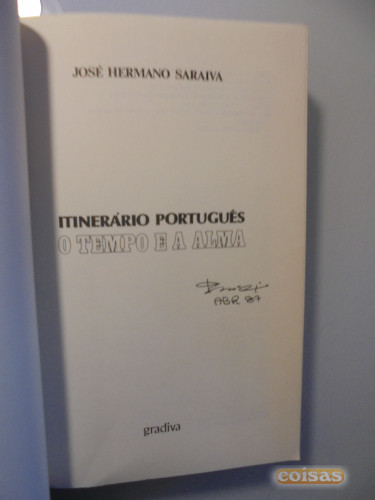 JOSÉ HERMANO SARAIVA
ITINERÁRIO PORTUGUÊS
O TEMPO E A ALMA
ABR 87
gradiva
coisas